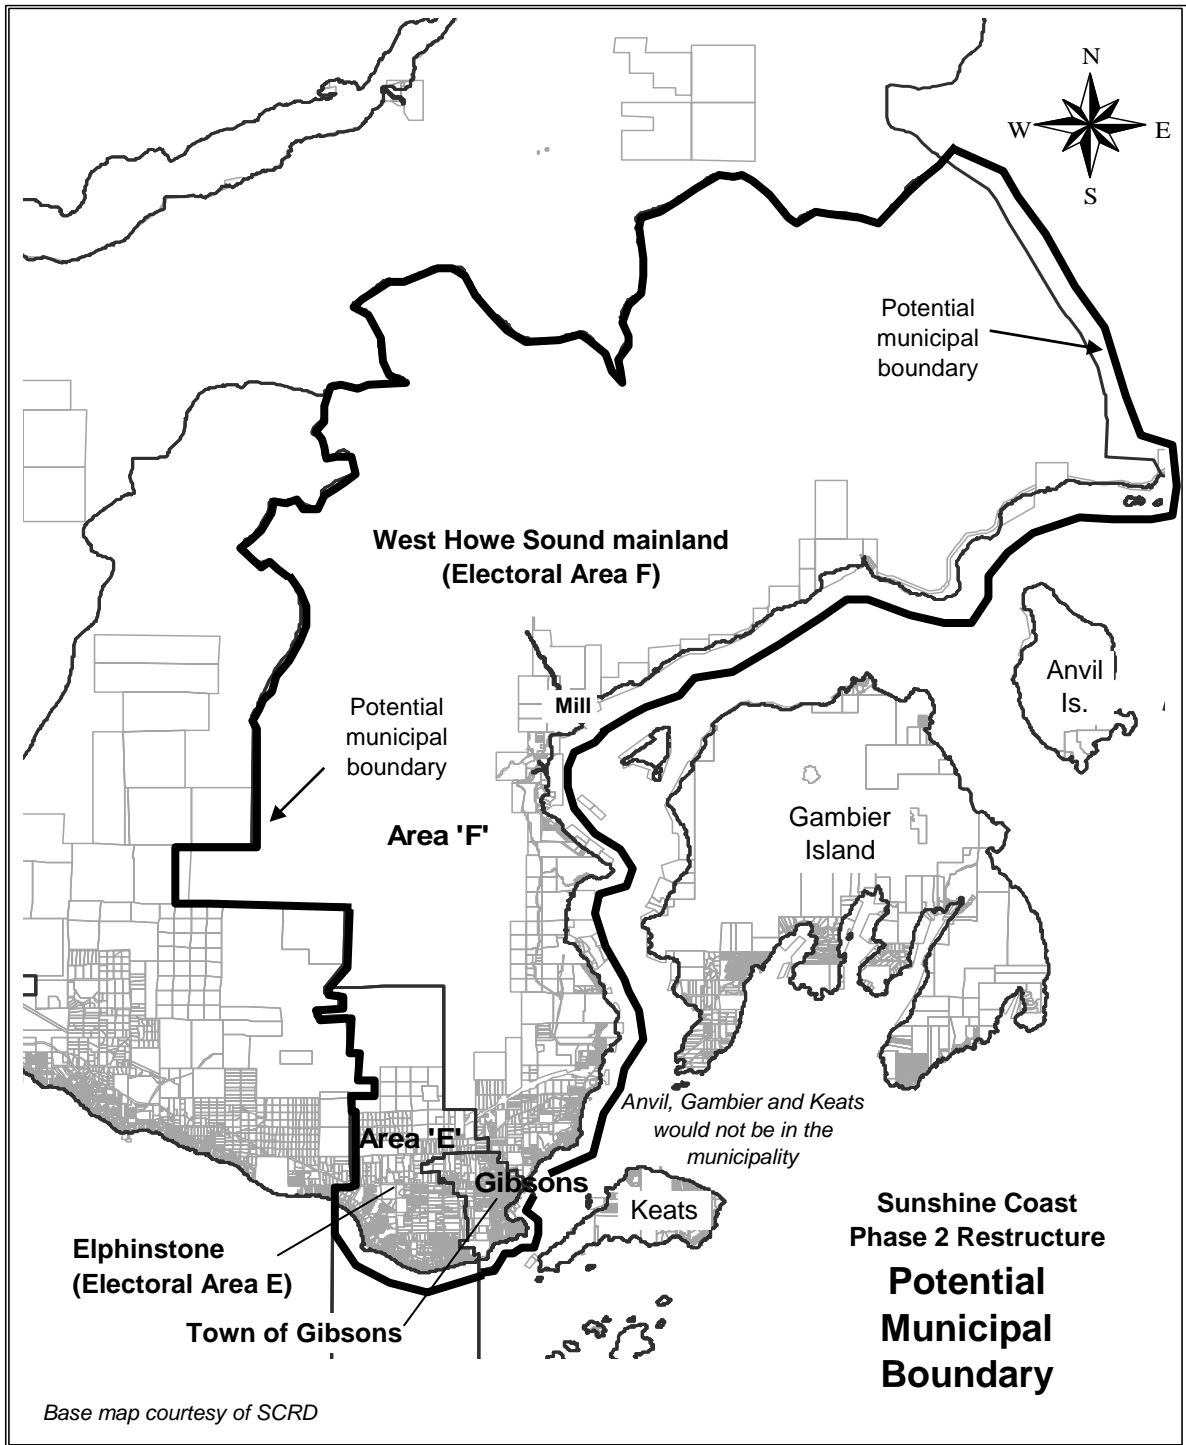 N
W
E
S
Potential
municipal
boundary
West Howe Sound mainland
(Electoral Area F)
Anvil
Is.
Mill
Potential
municipal
boundary
Gambier
Island
Area 'F'
Anvil, Gambier and Keats
would not be in the
municipality
Area 'E'
Gibsons
Keats
Elphinstone
(Electoral Area E)
Town of Gibsons
Sunshine Coast
Phase 2 Restructure
Potential
Municipal
Boundary
Base map courtesy of SCRD